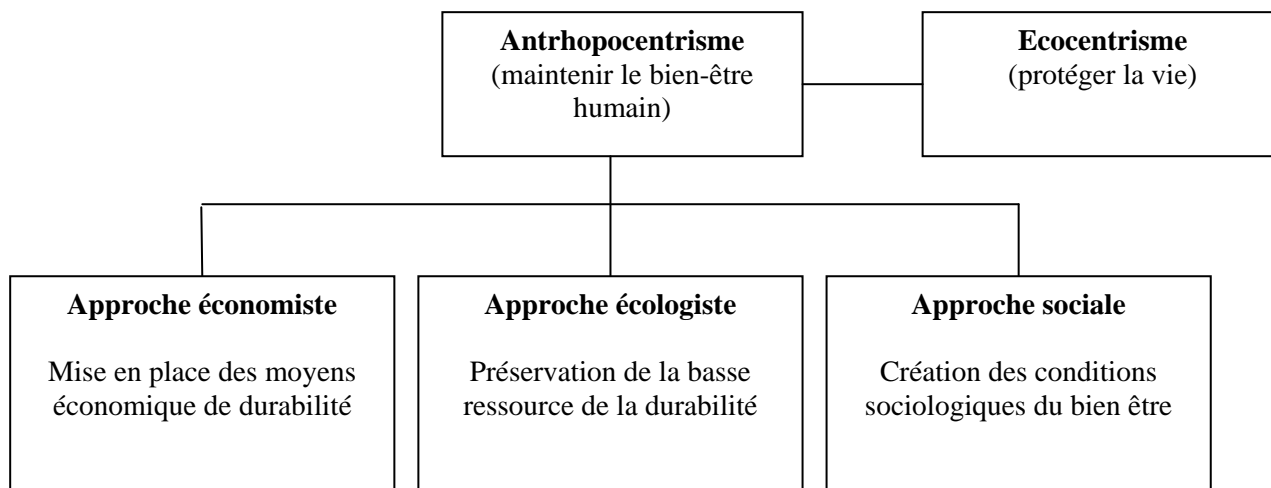 Antrhopocentrisme
(maintenir le bien-être
humain)
Ecocentrisme
(protéger la vie)
Approche économiste
Mise en place des moyens
économique de durabilité
Approche écologiste
Préservation de la basse
ressource de la durabilité
Approche sociale
Création des conditions
sociologiques du bien être